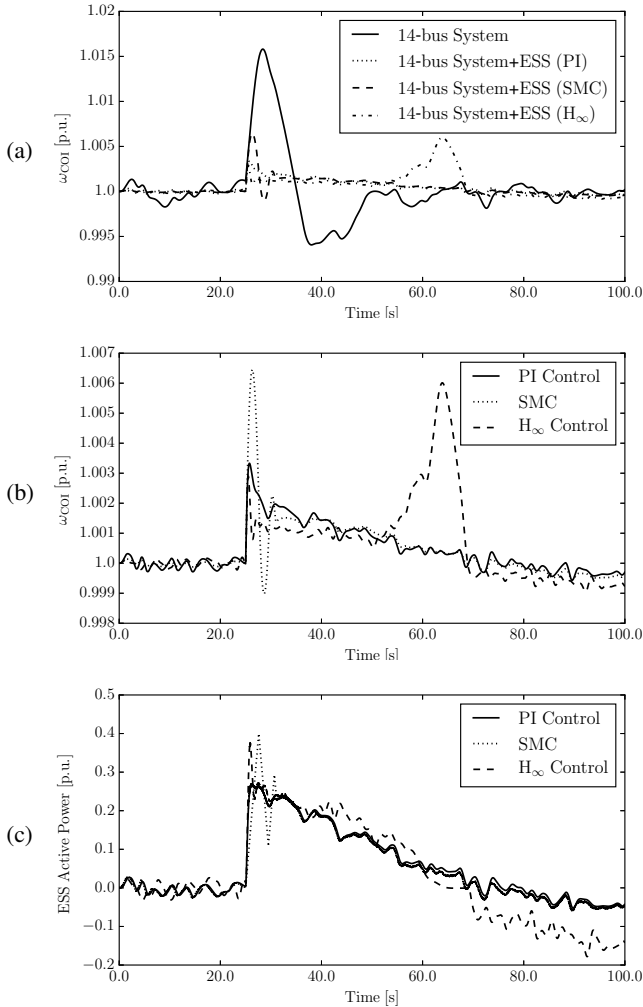 (a)
ω_COI [p.u.]
1.02
1.015
1.01
1.005
1.0
0.995
0.99
14-bus System
14-bus System+ESS (PI)
14-bus System+ESS (SMC)
14-bus System+ESS (H∞)
0.0 20.0 40.0 60.0 80.0 100.0
Time [s]
(b)
ω_COI [p.u.]
1.007
1.006
1.005
1.004
1.003
1.002
1.001
1.0
0.999
0.998
PI Control
SMC
H∞ Control
0.0 20.0 40.0 60.0 80.0 100.0
Time [s]
(c)
ESS Active Power [p.u.]
0.5
0.4
0.3
0.2
0.1
0.0
−0.1
−0.2
PI Control
SMC
H∞ Control
0.0 20.0 40.0 60.0 80.0 100.0
Time [s]